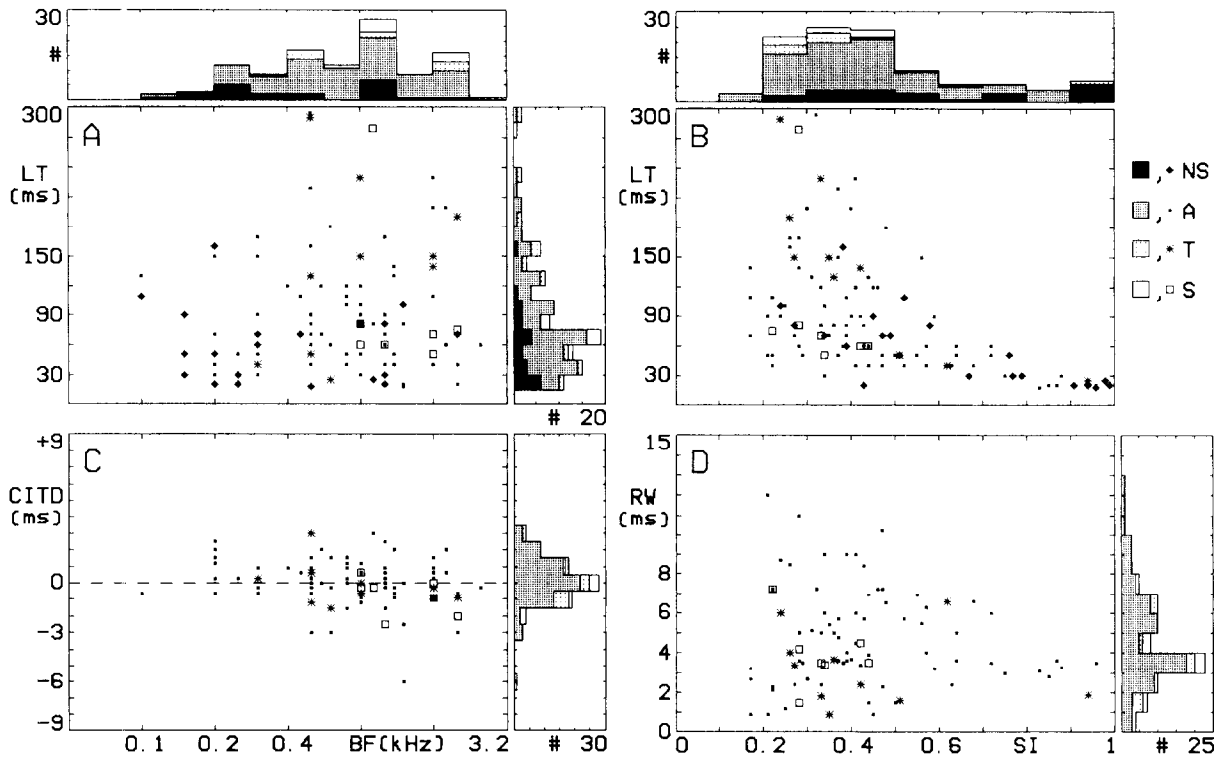 30
#
30
#
300
A
LT
(ms)
150
90
30
# 20
300
B
LT
(ms)
150
90
30
, NS
, A
, T
, S
+9
C
CITD
(ms)
0
-3
-6
-9
0.1 0.2 0.4 BF(kHz) 3.2
# 30
15
D
RW
(ms)
8
6
4
2
0
0 0.2 0.4 0.6 SI 1
# 25